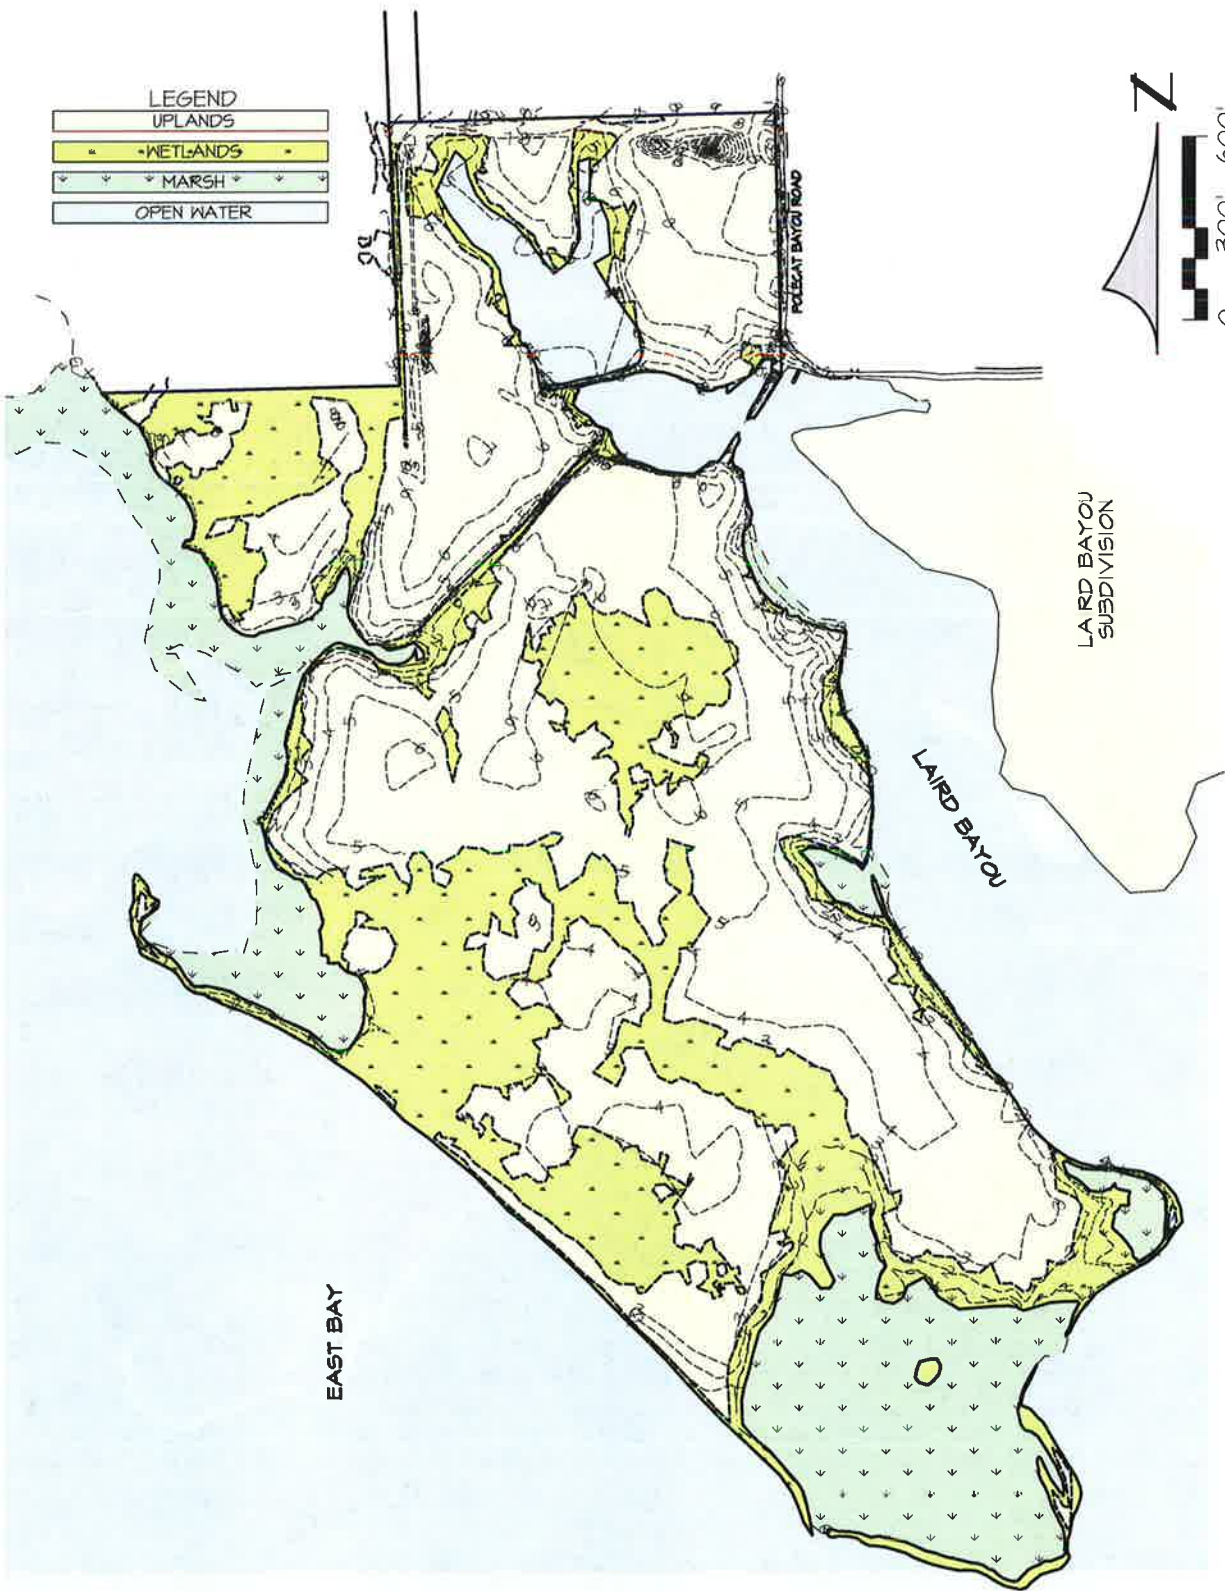 LEGEND
UPLANDS
WETLANDS
MARSH
OPEN WATER
N
0 300' 600'
POLECAT BAYOU ROAD
LAIRD BAYOU
SUBDIVISION
LAIRD BAYOU
EAST BAY